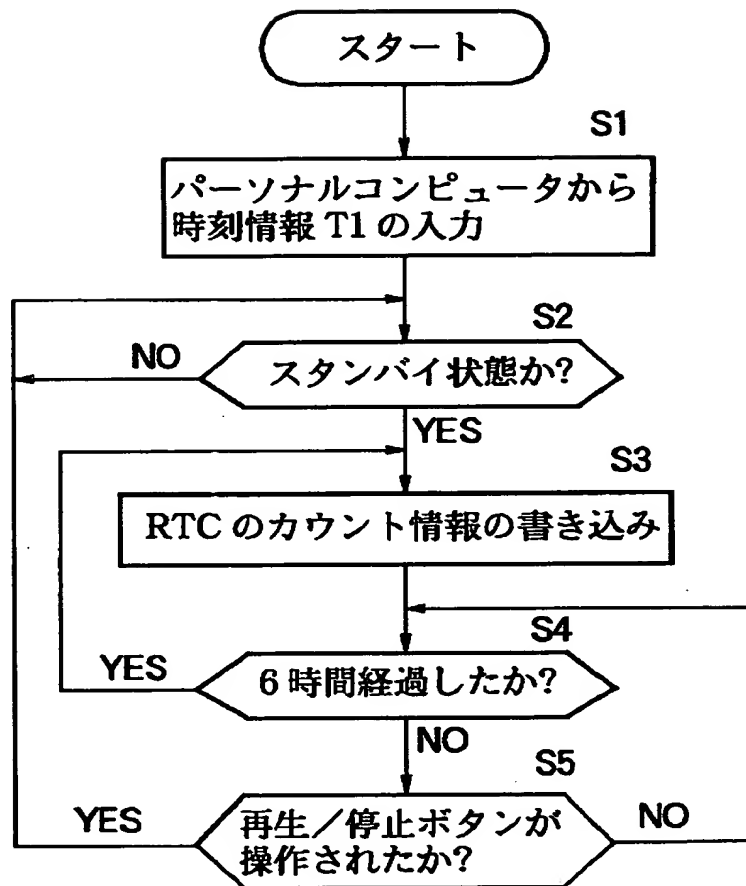 スタート
S1
パーソナルコンピュータから
時刻情報 T1 の入力
S2
NO
スタンバイ状態か?
YES
S3
RTC のカウント情報の書き込み
S4
YES
6 時間経過したか?
NO
S5
YES
再生／停止ボタンが
操作されたか?
NO